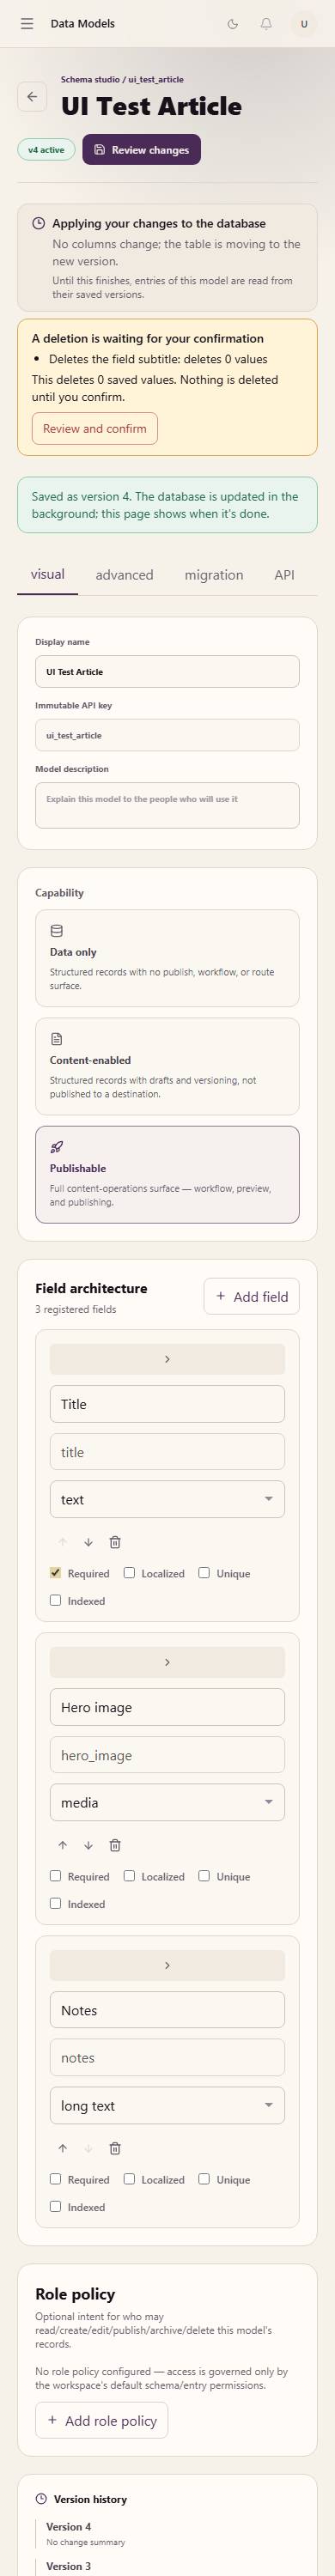 Data Models
U
Schema studio / ui_test_article
UI Test Article
v4 active
Review changes
Applying your changes to the database
No columns change; the table is moving to the
new version.
Until this finishes, entries of this model are read from
their saved versions.
A deletion is waiting for your confirmation
• Deletes the field subtitle: deletes 0 values
This deletes 0 saved values. Nothing is deleted
until you confirm.
Review and confirm
Saved as version 4. The database is updated in the
background; this page shows when it's done.
visual advanced migration API
Display name
UI Test Article
Immutable API key
ui_test_article
Model description
Explain this model to the people who will use it
Capability
Data only
Structured records with no publish, workflow, or route
surface.
Content-enabled
Structured records with drafts and versioning, not
published to a destination.
Publishable
Full content-operations surface — workflow, preview,
and publishing.
Field architecture
3 registered fields
+ Add field
Title
title
text
Required Localized Unique
Indexed
Hero image
hero_image
media
Required Localized Unique
Indexed
Notes
notes
long text
Required Localized Unique
Indexed
Role policy
Optional intent for who may
read/create/edit/publish/archive/delete this model's
records.
No role policy configured — access is governed only by
the workspace's default schema/entry permissions.
+ Add role policy
Version history
Version 4
No change summary
Version 3